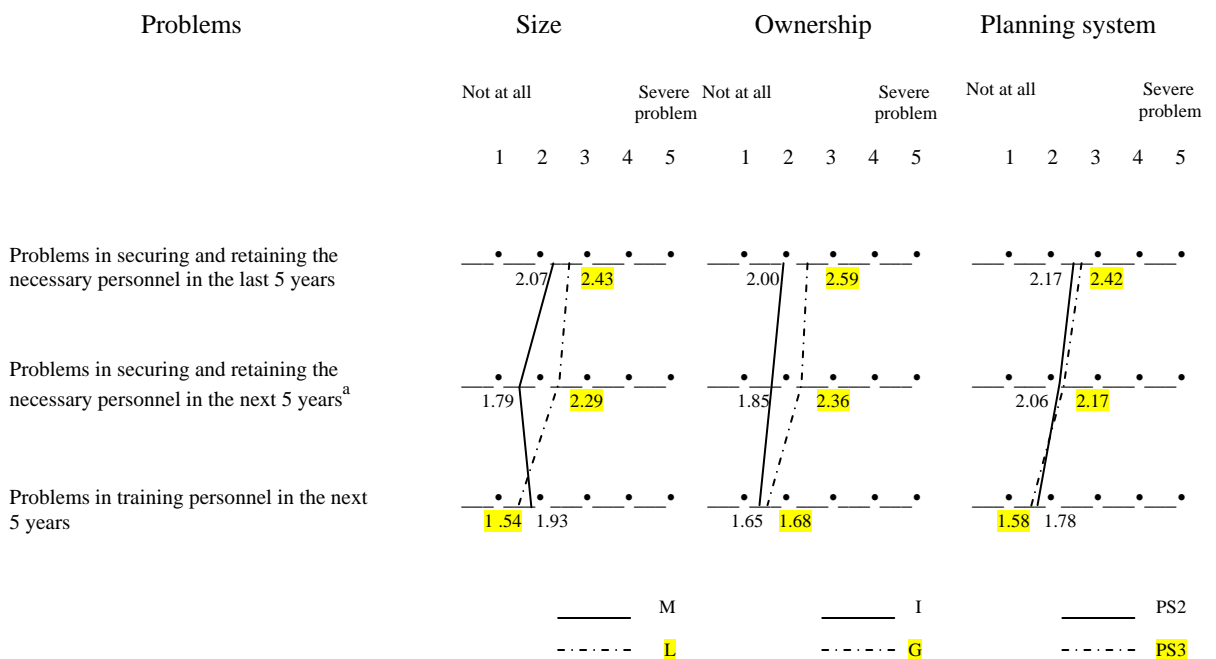 Problems Size Ownership Planning system
Not at all Severe Not at all Severe Not at all Severe
problem problem problem
1 2 3 4 5 1 2 3 4 5 1 2 3 4 5
Problems in securing and retaining the
necessary personnel in the last 5 years
2.07 2.43 2.00 2.59 2.17 2.42
Problems in securing and retaining the
necessary personnel in the next 5 yearsa
1.79 2.29 1.85 2.36 2.06 2.17
Problems in training personnel in the next
5 years
1 .54 1.93 1.65 1.68 1.58 1.78
M I PS2
L G PS3